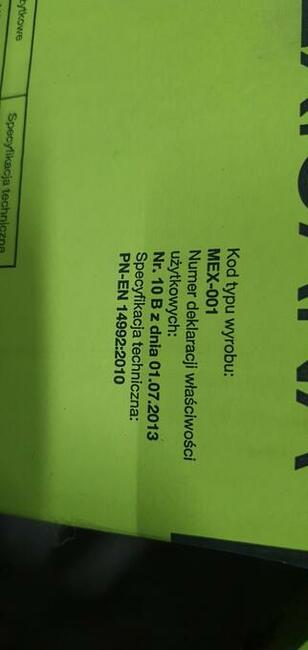 Kod typu wyrobu:
MEX-001
Numer deklaracji właściwości
użytkowych:
Nr. 10 B z dnia 01.07.2013
Specyfikacja techniczna:
PN-EN 14992:2010
Specyfikacja techniczna